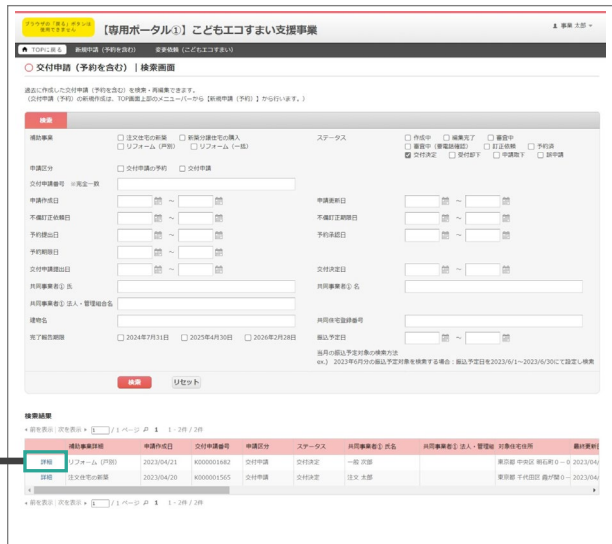 ブラウザの「戻る」ボタンは
使用できません
【専用ポータル①】こどもエコすまい支援事業
事業 太郎
TOPに戻る 新規申請（予約を含む） 変更依頼（こどもエコすまい）
交付申請（予約を含む）｜検索画面
過去に作成した交付申請（予約を含む）を検索・再編集できます。
（交付申請（予約）の新規作成は、TOP画面上部のメニューバーから【新規申請（予約）】から行います。）
検索
補助事業 □ 注文住宅の新築 □ 新築分譲住宅の購入 ステータス □ 作成中 □ 編集完了 □ 審査中
□ リフォーム（戸別） □ リフォーム（一括） □ 審査中（要電話確認） □ 訂正依頼 □ 予約済
☑ 交付決定 □ 受付却下 □ 申請取下 □ 誤申請
申請区分 □ 交付申請の予約 □ 交付申請
交付申請番号 ※完全一致
申請作成日 ～ 申請更新日 ～
不備訂正依頼日 ～ 不備訂正期限日 ～
予約提出日 ～ 予約承認日 ～
予約期限日 ～
交付申請提出日 ～ 交付決定日 ～
共同事業者① 氏 共同事業者① 名
共同事業者① 法人・管理組合名
建物名 共同住宅登録番号
完了報告期限 □ 2024年7月31日 □ 2025年4月30日 □ 2026年2月28日 振込予定日 ～
当月の振込予定対象の検索方法
ex.) 2023年6月分の振込予定対象を検索する場合：振込予定日を2023/6/1～2023/6/30にて設定し検索
検索 リセット
検索結果
前を表示 | 次を表示 1 / 1 ページ 1 1 - 2件 / 2件
補助事業詳細 申請作成日 交付申請番号 申請区分 ステータス 共同事業者① 氏名 共同事業者① 法人・管理組 対象住宅住所 最終更新日
詳細 リフォーム（戸別） 2023/04/21 K000001682 交付申請 交付決定 一般 次郎 東京都 中央区 明石町０－０ 2023/04/
詳細 注文住宅の新築 2023/04/20 K000001565 交付申請 交付決定 注文 太郎 東京都 千代田区 霞が関０－ 2023/04/
前を表示 | 次を表示 1 / 1 ページ 1 1 - 2件 / 2件